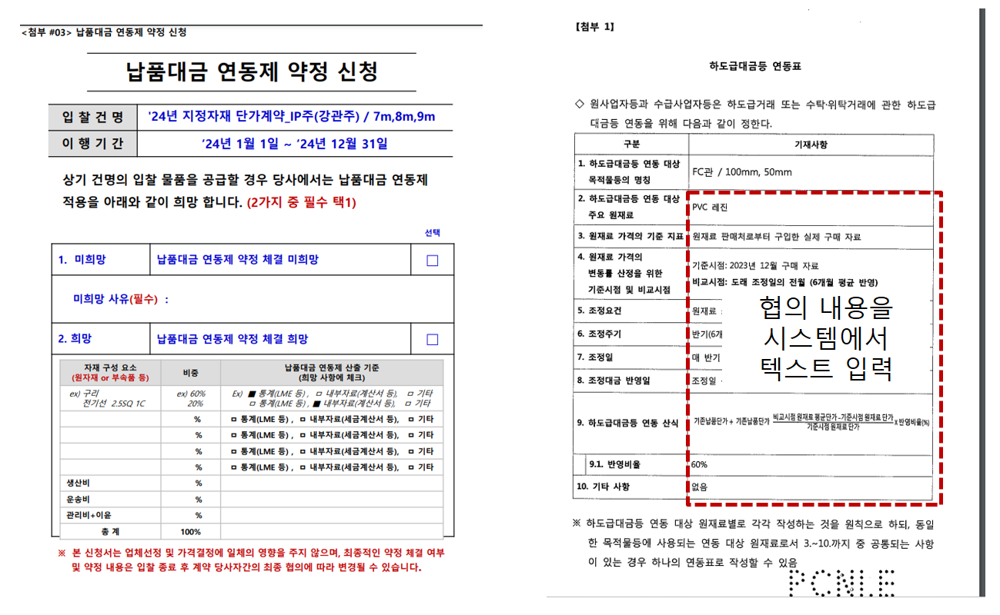 <첨부 #03> 납품대금 연동제 약정 신청
납품대금 연동제 약정 신청
입 찰 건 명 '24년 지정자재 단가계약_IP주(강관주) / 7m,8m,9m
이 행 기 간 '24년 1월 1일 ~ '24년 12월 31일
상기 건명의 입찰 물품을 공급할 경우 당사에서는 납품대금 연동제
적용을 아래와 같이 희망 합니다. (2가지 중 필수 택1)
선택
1. 미희망 납품대금 연동제 약정 체결 미희망 □
미희망 사유(필수) :
2. 희망 납품대금 연동제 약정 체결 희망 □
자재 구성 요소
(원자재 or 부속품 등)
비중
납품대금 연동제 산출 기준
(희망 사항에 체크)
ex) 구리 ex) 60% Ex) ■ 통계(LME 등) , □ 내부자료(계산서 등), □ 기타
전기선 2.5SQ 1C 20% □ 통계(LME 등) , ■ 내부자료(계산서 등), □ 기타
% □ 통계(LME 등) , □ 내부자료(세금계산서 등), □ 기타
% □ 통계(LME 등) , □ 내부자료(세금계산서 등), □ 기타
% □ 통계(LME 등) , □ 내부자료(세금계산서 등), □ 기타
% □ 통계(LME 등) , □ 내부자료(세금계산서 등), □ 기타
생산비 %
운송비 %
관리비+이윤 %
총 계 100%
※ 본 신청서는 업체선정 및 가격결정에 일체의 영향을 주지 않으며, 최종적인 약정 체결 여부
및 약정 내용은 입찰 종료 후 계약 당사자간의 최종 협의에 따라 변경될 수 있습니다.
【첨부 1】
하도급대금등 연동표
◇ 원사업자등과 수급사업자등은 하도급거래 또는 수탁·위탁거래에 관한 하도급
대금등 연동을 위해 다음과 같이 정한다.
구분 기재사항
1. 하도급대금등 연동 대상
목적물등의 명칭
FC관 / 100mm, 50mm
2. 하도급대금등 연동 대상
주요 원재료
PVC 레진
3. 원재료 가격의 기준 지표 원재료 판매처로부터 구입한 실제 구매 자료
4. 원재료 가격의
변동률 산정을 위한
기준시점 및 비교시점
기준시점: 2023년 12월 구매 자료
비교시점: 도래 조정일의 전월 (6개월 평균 반영)
5. 조정요건 원재료
6. 조정주기 반기(6개
7. 조정일 매 반기
8. 조정대금 반영일 조정일
협의 내용을
시스템에서
텍스트 입력
9. 하도급대금등 연동 산식
기존납품단가 + 기존납품단가 비교시점 원재료 평균단가 - 기준시점 원재료 단가
기준시점 원재료 단가
x 반영비율(%)
9.1. 반영비율 60%
10. 기타 사항 없음
※ 하도급대금등 연동 대상 원재료별로 각각 작성하는 것을 원칙으로 하되, 동일
한 목적물등에 사용되는 연동 대상 원재료로서 3.~10.까지 중 공통되는 사항
이 있는 경우 하나의 연동표로 작성할 수 있음
PCNLE